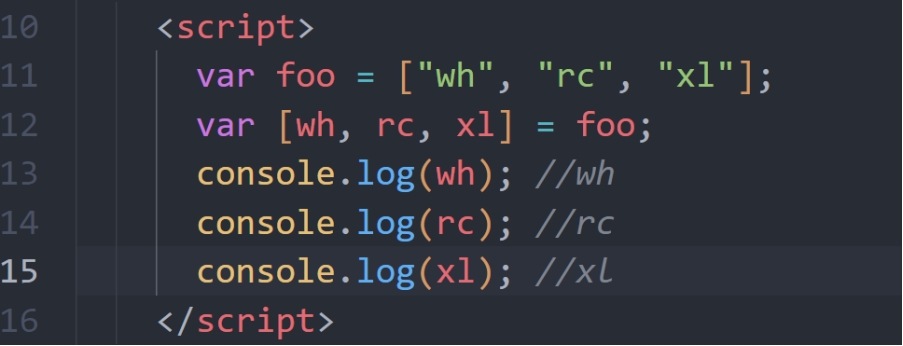 10 <script>
11 var foo = ["wh", "rc", "xl"];
12 var [wh, rc, xl] = foo;
13 console.log(wh); //wh
14 console.log(rc); //rc
15 console.log(xl); //xl
16 </script>